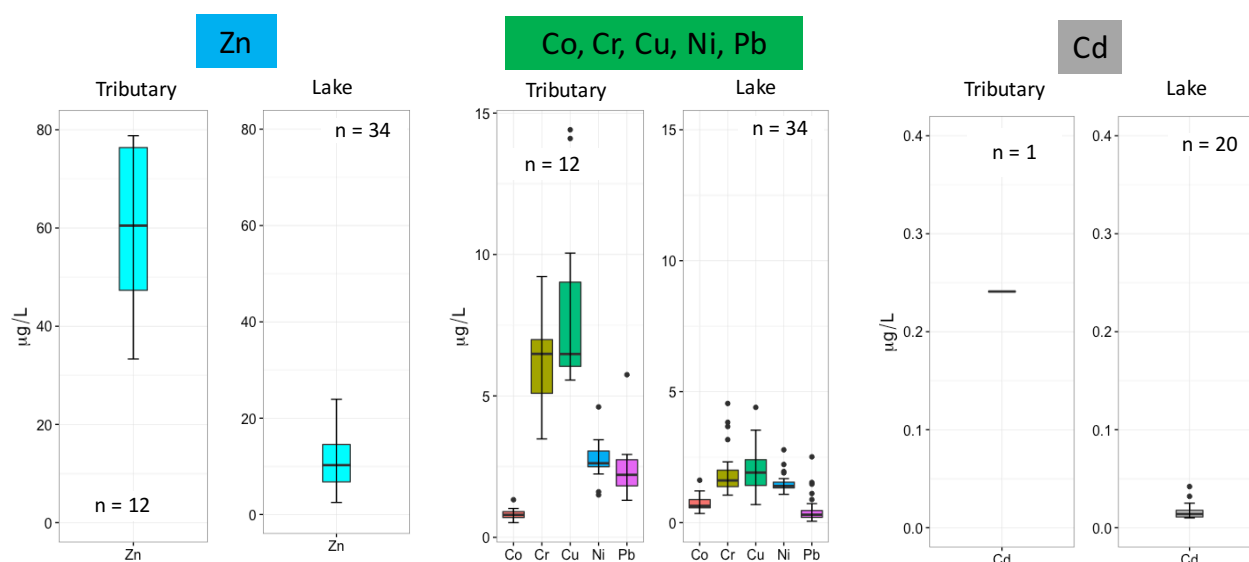 Zn
Co, Cr, Cu, Ni, Pb
Cd
Tributary
Lake
Tributary
Lake
Tributary
Lake
µg/L
80
60
40
20
0
n = 12
Zn
80
60
40
20
0
n = 34
Zn
µg/L
15
10
5
0
n = 12
Co Cr Cu Ni Pb
15
10
5
0
n = 34
Co Cr Cu Ni Pb
µg/L
0.4
0.3
0.2
0.1
0.0
n = 1
Cd
0.4
0.3
0.2
0.1
0.0
n = 20
Cd